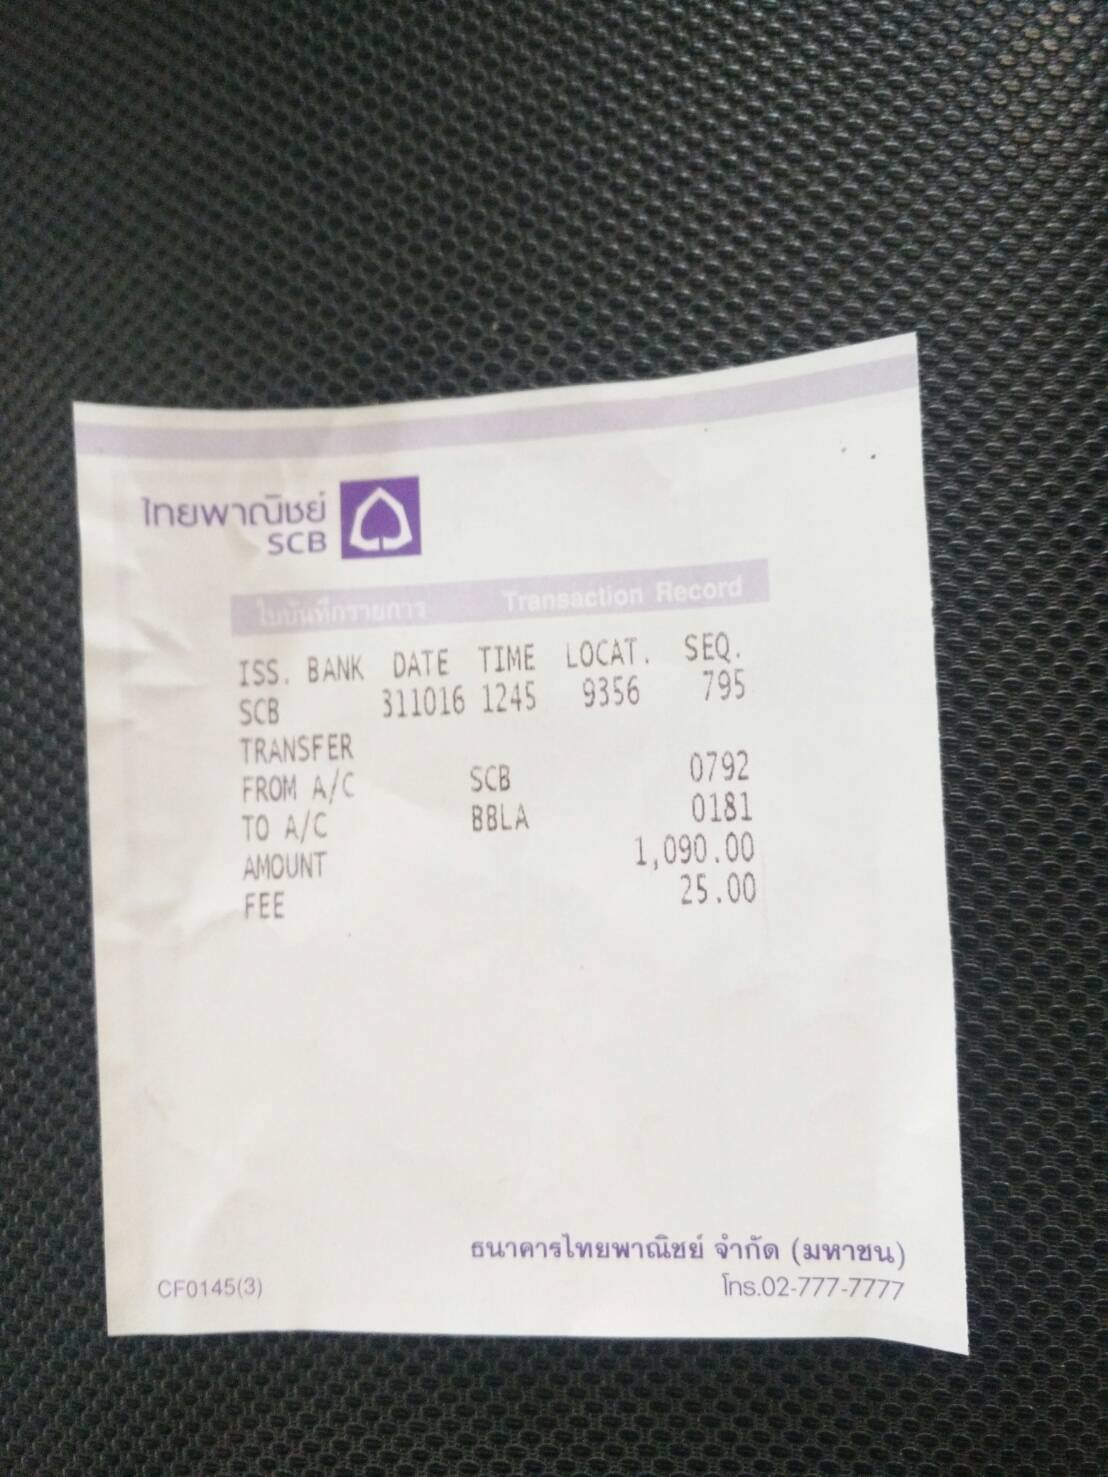 ไทยพาณิชย์
SCB
ใบบันทึกรายการ Transaction Record
ISS. BANK DATE TIME LOCAT. SEQ.
SCB 311016 1245 9356 795
TRANSFER
FROM A/C SCB 0792
TO A/C BBLA 0181
AMOUNT 1,090.00
FEE 25.00
ธนาคารไทยพาณิชย์ จำกัด (มหาชน)
CF0145(3) โทร.02-777-7777